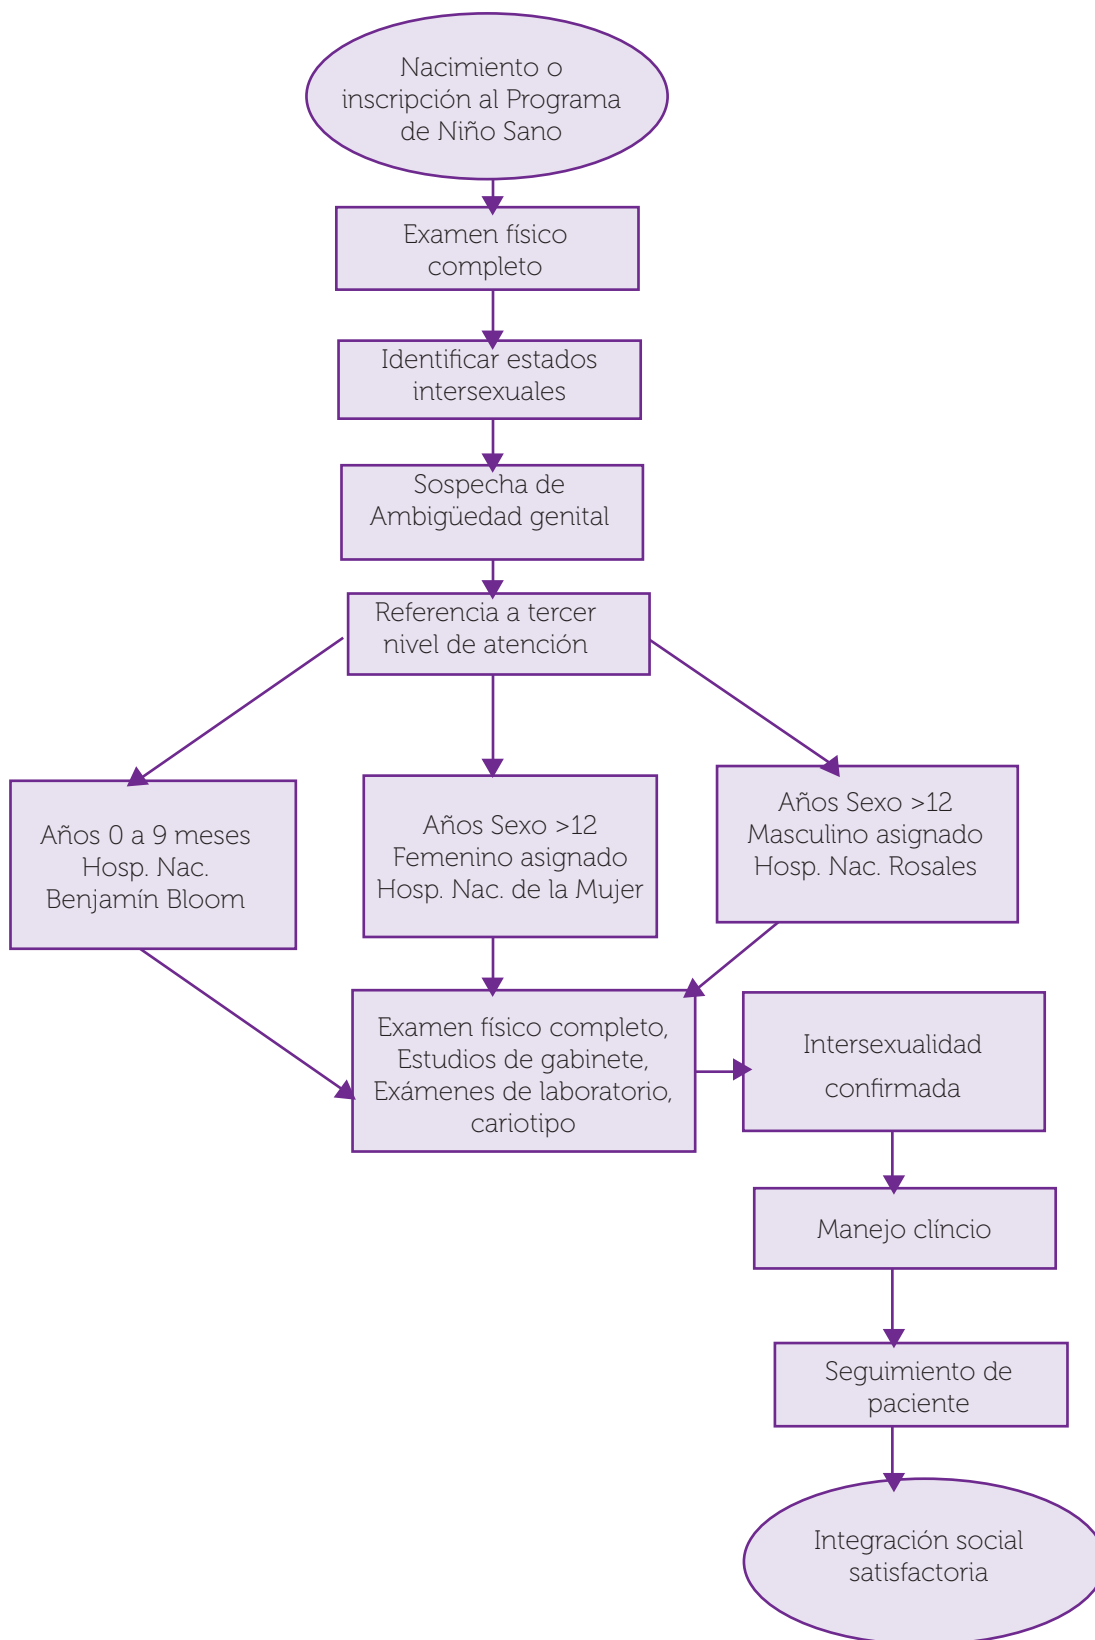 Nacimiento o
inscripción al Programa
de Niño Sano
Examen físico
completo
Identificar estados
intersexuales
Sospecha de
Ambigüedad genital
Referencia a tercer
nivel de atención
Años 0 a 9 meses
Hosp. Nac.
Benjamín Bloom
Años Sexo >12
Femenino asignado
Hosp. Nac. de la Mujer
Años Sexo >12
Masculino asignado
Hosp. Nac. Rosales
Examen físico completo,
Estudios de gabinete,
Exámenes de laboratorio,
cariotipo
Intersexualidad
confirmada
Manejo clíncio
Seguimiento de
paciente
Integración social
satisfactoria